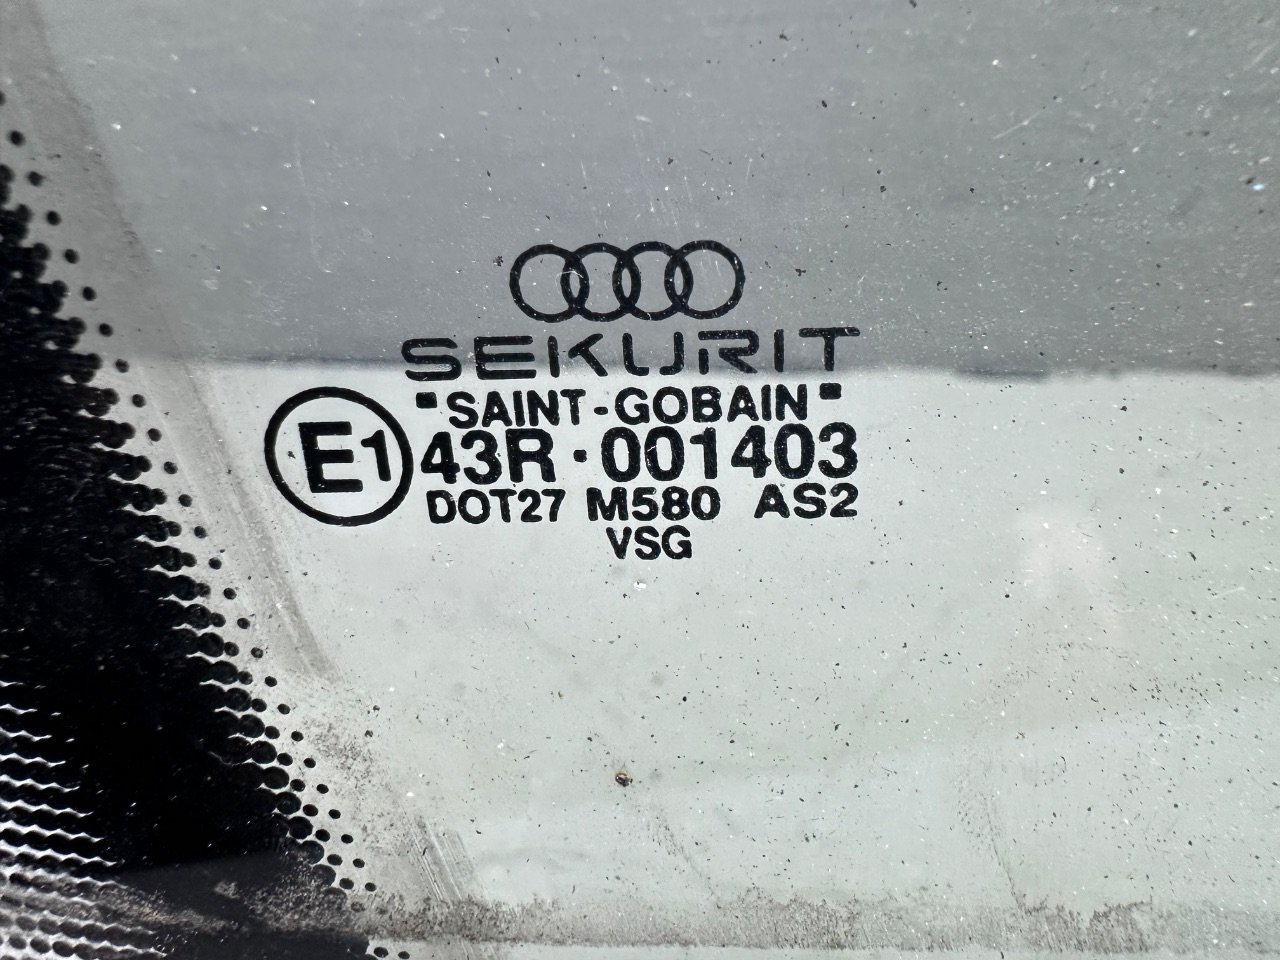 SEKURIT
"SAINT-GOBAIN"
E1 43R·001403
DOT27 M580 AS2
VSG